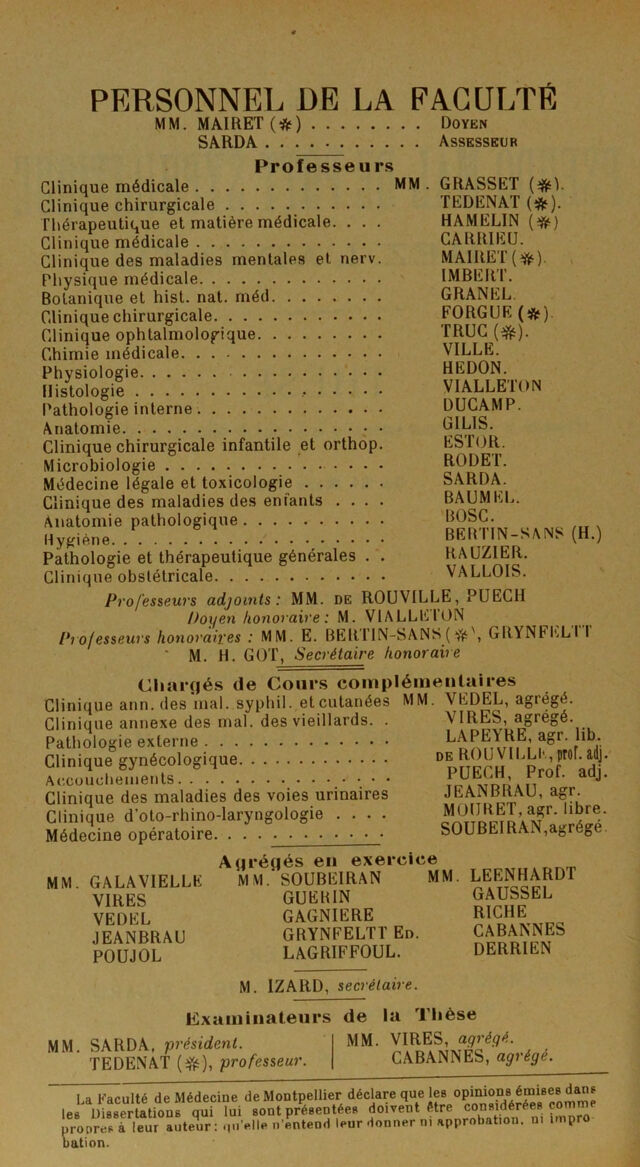 PERSONNEL DE LA FACULTÉ
MM. MAIRET (✻) . . . . . . . . DOYEN
SARDA . . . . . . . . . . . ASSESSEUR
Professeurs
Clinique médicale . . . . . . . . . . . . . MM. GRASSET (✻).
Clinique chirurgicale . . . . . . . . . . . TEDENAT (✻).
Thérapeutique et matière médicale. . . . HAMELIN (✻)
Clinique médicale . . . . . . . . . . . . . CARRIEU.
Clinique des maladies mentales et nerv. MAIRET (✻).
Physique médicale. . . . . . . . . . . . . IMBERT.
Botanique et hist. nat. méd. . . . . . . . GRANEL.
Clinique chirurgicale. . . . . . . . . . . . FORGUE (✻).
Clinique ophtalmologique. . . . . . . . . TRUC (✻).
Chimie médicale. . . . . . . . . . . . . . VILLE.
Physiologie. . . . . . . . . . . . . . . . . HEDON.
Histologie . . . . . . . . . . . . . . . . . VIALLETON
Pathologie interne . . . . . . . . . . . . . DUCAMP.
Anatomie. . . . . . . . . . . . . . . . . . GILIS.
Clinique chirurgicale infantile et orthop. ESTOR.
Microbiologie . . . . . . . . . . . . . . . RODET.
Médecine légale et toxicologie . . . . . . SARDA.
Clinique des maladies des enfants . . . . BAUMEL.
Anatomie pathologique . . . . . . . . . . BOSC.
Hygiène. . . . . . . . . . . . . . . . . . . BERTIN-SANS (H.)
Pathologie et thérapeutique générales . . RAUZIER.
Clinique obstétricale. . . . . . . . . . . . VALLOIS.
Professeurs adjoints : MM. DE ROUVILLE, PUECH
Doyen honoraire : M. VIALLETON
Professeurs honoraires : MM. E. BERTIN-SANS (✻), GRYNFELTT
M. H. GOT, Secrétaire honoraire
Chargés de Cours complémentaires
Clinique ann. des mal. syphil. et cutanées MM. VEDEL, agrégé.
Clinique annexe des mal. des vieillards. . VIRES, agrégé.
Pathologie externe . . . . . . . . . . . . . LAPEYRE, agr. lib.
Clinique gynécologique. . . . . . . . . . . DE ROUVILLE, prof. adj.
Accouchements. . . . . . . . . . . . . . . PUECH, Prof. adj.
Clinique des maladies des voies urinaires JEANBRAU, agr.
Clinique d'oto-rhino-laryngologie . . . . MOURET, agr. libre.
Médecine opératoire. . . . . . . . . . . . SOUBEIRAN, agrégé.
Agrégés en exercice
MM. GALAVIELLE MM. SOUBEIRAN MM. LEENHARDT
VIRES GUERIN GAUSSEL
VEDEL GAGNIERE RICHE
JEANBRAU GRYNFELTT ED. CABANNES
POUJOL LAGRIFFOUL. DERRIEN
M. IZARD, secrétaire.
Examinateurs de la Thèse
MM. SARDA, président. MM. VIRES, agrégé.
TEDENAT (✻), professeur. CABANNES, agrégé.
La Faculté de Médecine de Montpellier déclare que les opinions émises dans
les Dissertations qui lui sont présentées doivent être considérées comme
propres à leur auteur ; qu'elle n'entend leur donner ni approbation, ni impro
bation.